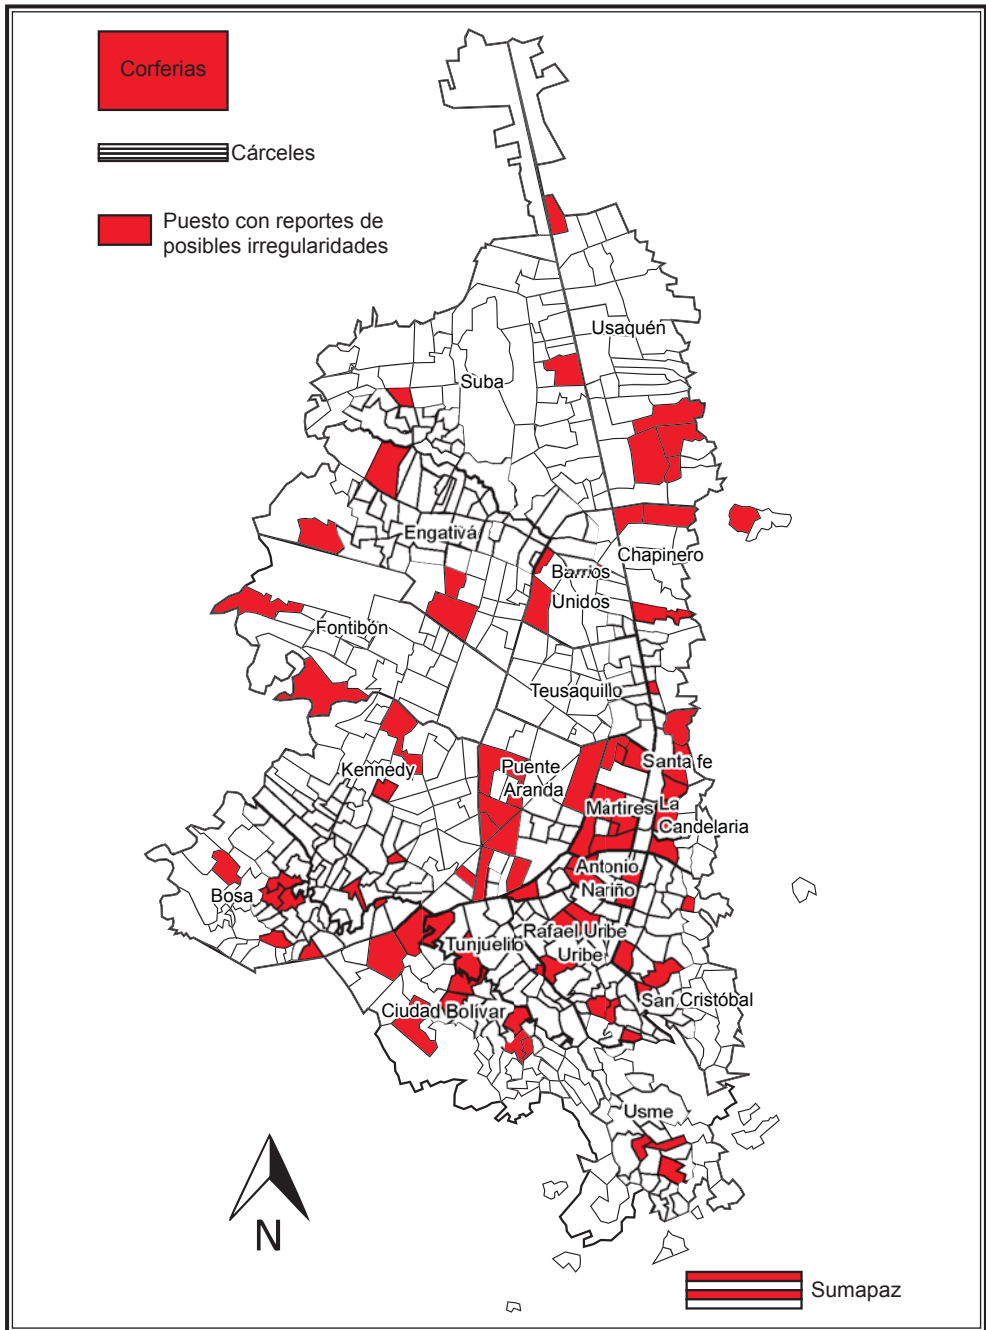 Corferias
Cárceles
Puesto con reportes de
posibles irregularidades
Usaquén
Suba
Engativá
Chapinero
Barrios
Unidos
Fontibón
Teusaquillo
Santa fe
Kennedy
Puente
Aranda
Mártires
La
Candelaria
Antonio
Nariño
Bosa
Rafael Uribe
Uribe
Tunjuelito
San Cristóbal
Ciudad Bolívar
Usme
N
Sumapaz